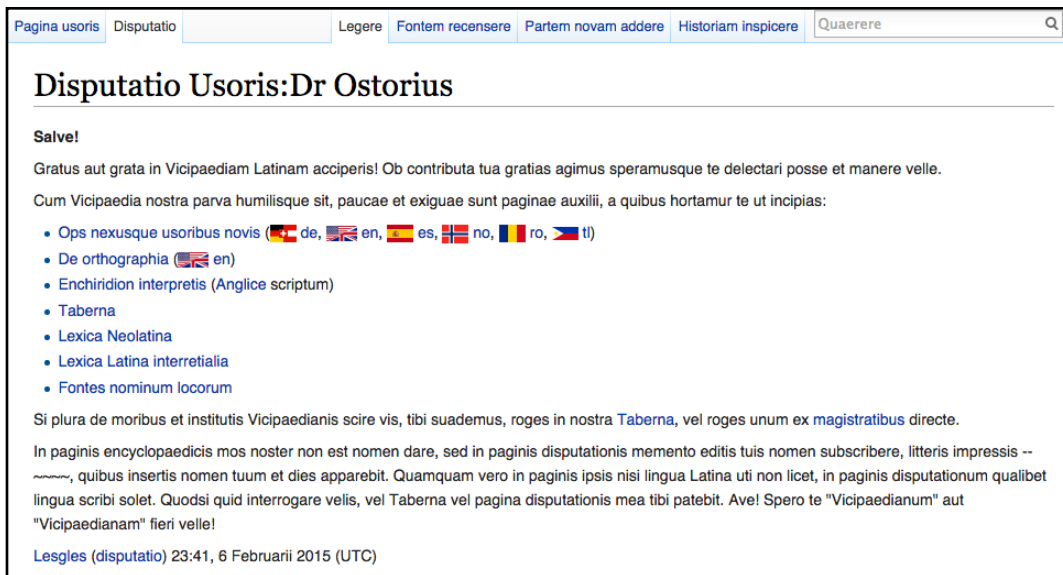 Pagina usoris Disputatio Legere Fontem recensere Partem novam addere Historiam inspicere Quaerere
Disputatio Usoris:Dr Ostorius
Salve!
Gratus aut grata in Vicipaediam Latinam acciperis! Ob contributa tua gratias agimus speramusque te delectari posse et manere velle.
Cum Vicipaedia nostra parva humilisque sit, paucae et exiguae sunt paginae auxilii, a quibus hortamur te ut incipias:
• Ops nexusque usoribus novis (de, en, es, no, ro, tl)
• De orthographia (en)
• Enchiridion interpretis (Anglice scriptum)
• Taberna
• Lexica Neolatina
• Lexica Latina interretialia
• Fontes nominum locorum
Si plura de moribus et institutis Vicipaedianis scire vis, tibi suademus, roges in nostra Taberna, vel roges unum ex magistratibus directe.
In paginis encyclopaedicis mos noster non est nomen dare, sed in paginis disputationis memento editis tuis nomen subscribere, litteris impressis --
~~~~, quibus insertis nomen tuum et dies apparebit. Quamquam vero in paginis ipsis nisi lingua Latina uti non licet, in paginis disputationum qualibet
lingua scribi solet. Quodsi quid interrogare velis, vel Taberna vel pagina disputationis mea tibi patebit. Ave! Spero te "Vicipaedianum" aut
"Vicipaedianam" fieri velle!
Lesgles (disputatio) 23:41, 6 Februarii 2015 (UTC)